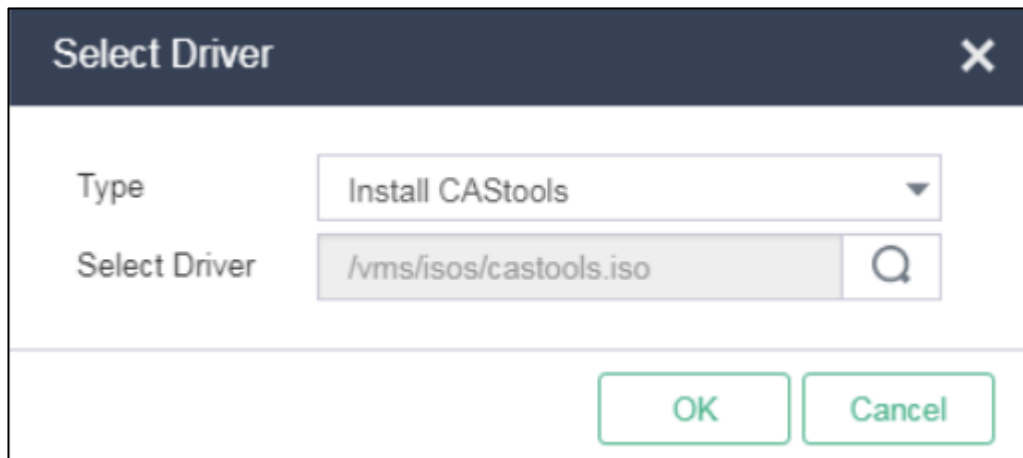 Select Driver
Type
Install CAStools
Select Driver
/vms/isos/castools.iso
OK
Cancel